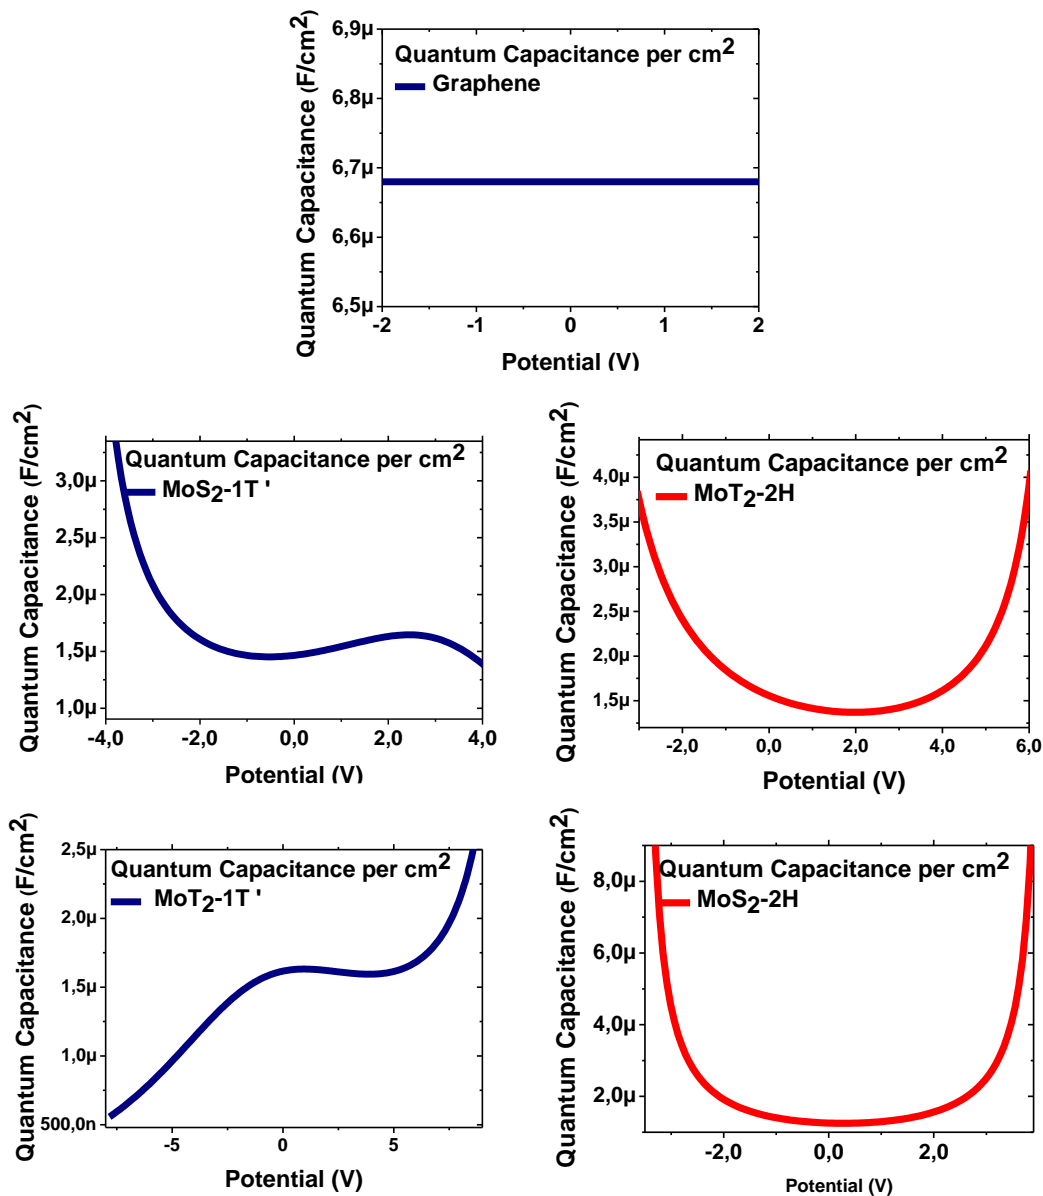 Quantum Capacitance (F/cm2)
6,9µ
6,8µ
6,7µ
6,6µ
6,5µ
Quantum Capacitance per cm2
Graphene
-2
-1
0
1
2
Potential (V)
Quantum Capacitance (F/cm2)
3,0µ
2,5µ
2,0µ
1,5µ
1,0µ
Quantum Capacitance per cm2
MoS2-1T '
-4,0
-2,0
0,0
2,0
4,0
Potential (V)
Quantum Capacitance (F/cm2)
4,0µ
3,5µ
3,0µ
2,5µ
2,0µ
1,5µ
Quantum Capacitance per cm2
MoT2-2H
-2,0
0,0
2,0
4,0
6,0
Potential (V)
Quantum Capacitance (F/cm2)
2,5µ
2,0µ
1,5µ
1,0µ
500,0n
Quantum Capacitance per cm2
MoT2-1T '
-5
0
5
Potential (V)
Quantum Capacitance (F/cm2)
8,0µ
6,0µ
4,0µ
2,0µ
Quantum Capacitance per cm2
MoS2-2H
-2,0
0,0
2,0
Potential (V)